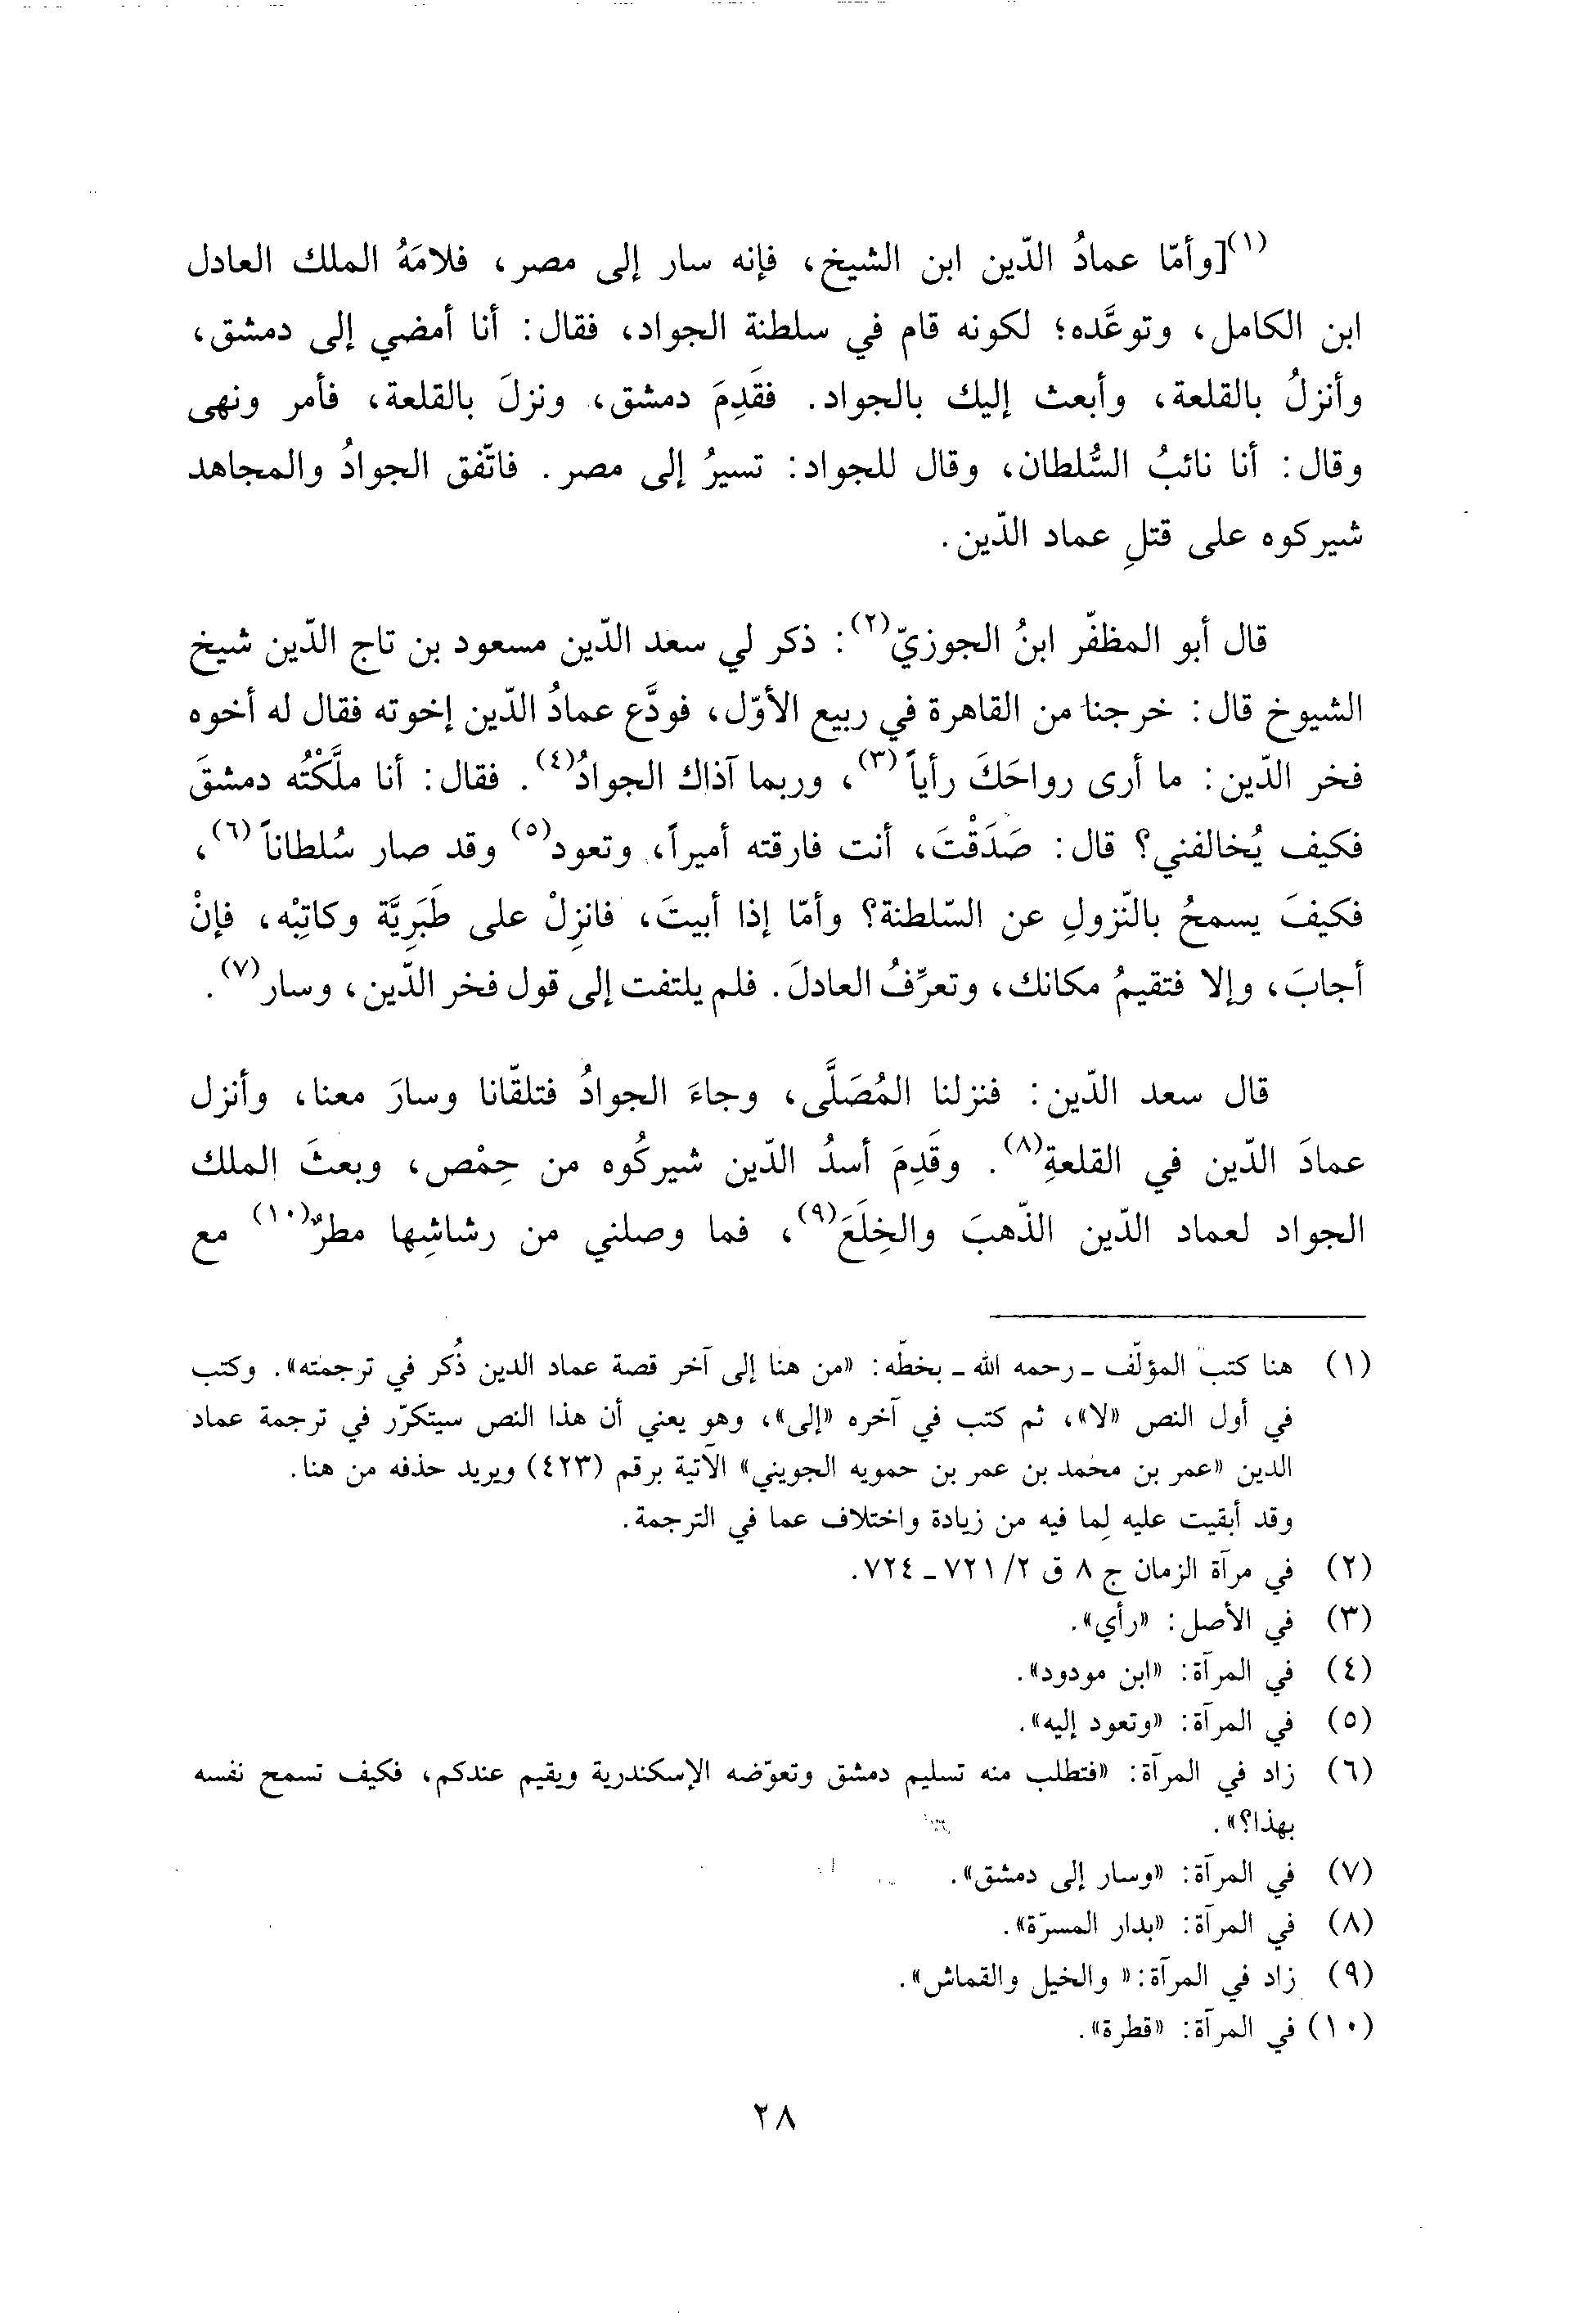 (١)[وأمّا عمادُ الدّين ابن الشيخ، فإنه سار إلى مصر، فلامَهُ الملك العادل
ابن الكامل، وتوعَّده؛ لكونه قام في سلطنة الجواد، فقال: أنا أمضي إلى دمشق،
وأنزلُ بالقلعة، وأبعث إليك بالجواد. فقَدِمَ دمشق، ونزلَ بالقلعة، فأمر ونهى
وقال: أنا نائبُ السُّلطان، وقال للجواد: تسيرُ إلى مصر. فاتّفق الجوادُ والمجاهد
شيركوه على قتلِ عماد الدّين.
قال أبو المظفّر ابنُ الجوزيّ(٢): ذكر لي سعد الدّين مسعود بن تاج الدّين شيخ
الشيوخ قال: خرجنا من القاهرة في ربيع الأوّل، فودَّع عمادُ الدّين إخوته فقال له أخوه
فخر الدّين: ما أرى رواحَكَ رأياً(٣)، وربما آذاك الجوادُ(٤). فقال: أنا ملَّكْتُه دمشقَ
فكيف يُخالفني؟ قال: صَدَقْتَ، أنت فارقته أميراً، وتعود(٥) وقد صار سُلطاناً(٦)،
فكيفَ يسمحُ بالنّزولِ عن السّلطنة؟ وأمّا إذا أبيتَ، فانزِلْ على طَبَرِيَّة وكاتِبْه، فإنْ
أجابَ، وإلا فتقيمُ مكانك، وتعرِّفُ العادلَ. فلم يلتفت إلى قول فخر الدّين، وسار(٧).
قال سعد الدّين: فنزلنا المُصَلَّى، وجاءَ الجوادُ فتلقّانا وسارَ معنا، وأنزل
عمادَ الدّين في القلعةِ(٨). وقَدِمَ أسدُ الدّين شيركُوه من حِمْص، وبعثَ الملك
الجواد لعماد الدّين الذّهبَ والخِلَعَ(٩)، فما وصلني من رشاشِها مطرٌ(١٠) مع
(١) هنا كتب المؤلّف ـ رحمه الله ـ بخطّه: «من هنا إلى آخر قصة عماد الدين ذُكر في ترجمته». وكتب
في أول النص «لا»، ثم كتب في آخره «إلى»، وهو يعني أن هذا النص سيتكرّر في ترجمة عماد
الدين «عمر بن محمد بن عمر بن حمويه الجويني» الآتية برقم (٤٢٣) ويريد حذفه من هنا.
وقد أبقيت عليه لِما فيه من زيادة واختلاف عما في الترجمة.
(٢) في مرآة الزمان ج ٨ ق ٢/ ٧٢١ ـ ٧٢٤.
(٣) في الأصل: «رأي».
(٤) في المرآة: «ابن مودود».
(٥) في المرآة: «وتعود إليه».
(٦) زاد في المرآة: «فتطلب منه تسليم دمشق وتعوّضه الإسكندرية ويقيم عندكم، فكيف تسمح نفسه
بهذا؟».
(٧) في المرآة: «وسار إلى دمشق».
(٨) في المرآة: «بدار المسرّة».
(٩) زاد في المرآة: «والخيل والقماش».
(١٠) في المرآة: «قطرة».
٢٨